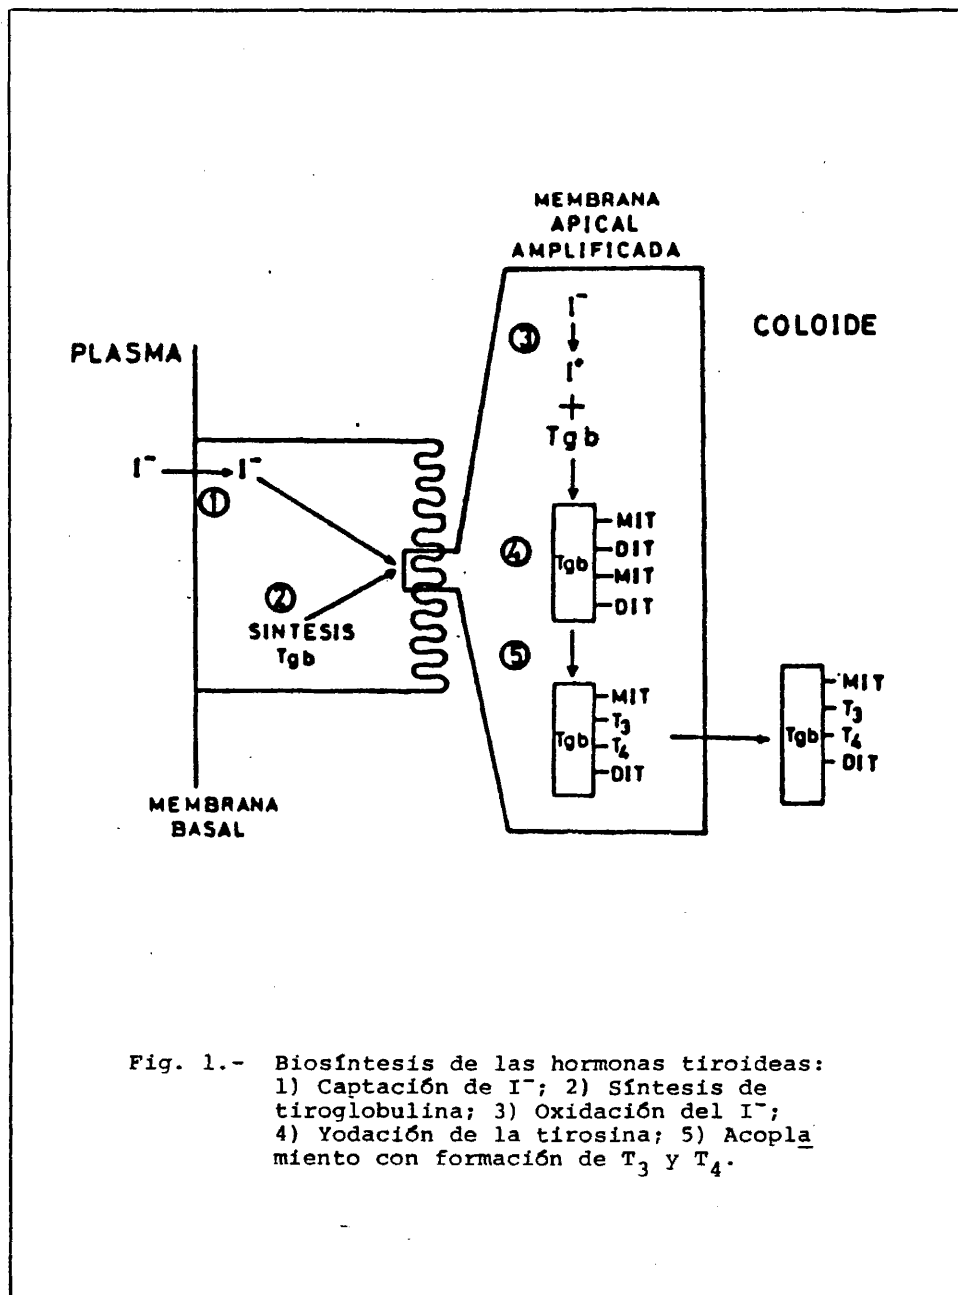 MEMBRANA
APICAL
AMPLIFICADA
PLASMA
COLOIDE
I⁻
I⁻
①
②
SINTESIS
Tgb
MEMBRANA
BASAL
③
I⁻
I⁺
+
Tgb
④
Tgb
MIT
DIT
MIT
DIT
⑤
Tgb
MIT
T₃
T₄
DIT
Tgb
MIT
T₃
T₄
DIT
Fig. 1.- Biosíntesis de las hormonas tiroideas:
1) Captación de I⁻; 2) Síntesis de
tiroglobulina; 3) Oxidación del I⁻;
4) Yodación de la tirosina; 5) Acopla
miento con formación de T₃ y T₄.